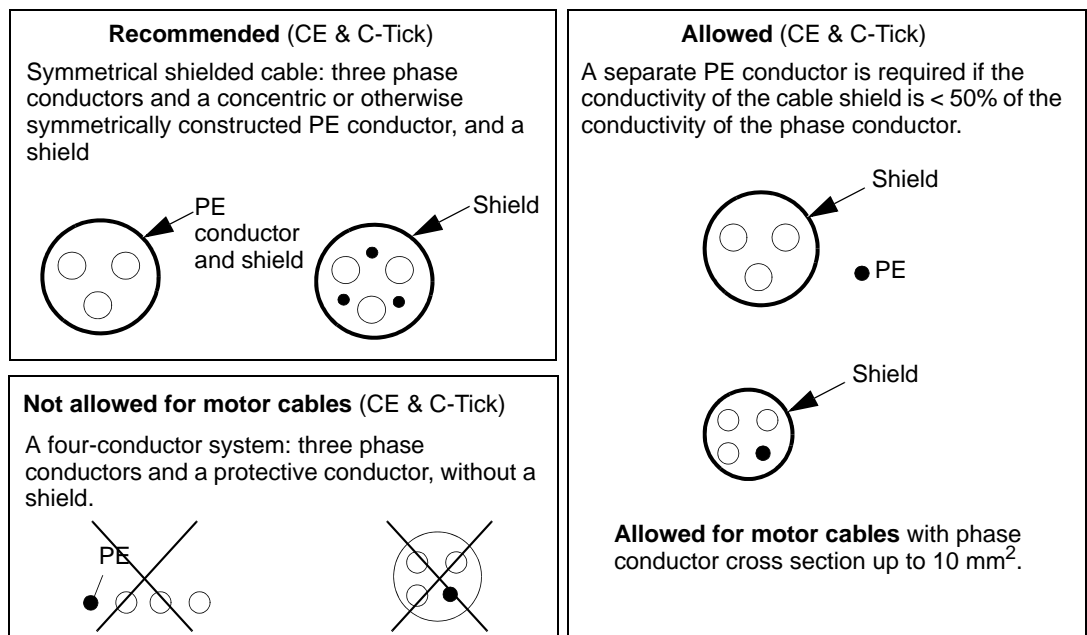 Recommended (CE & C-Tick)
Symmetrical shielded cable: three phase
conductors and a concentric or otherwise
symmetrically constructed PE conductor, and a
shield
PE
conductor
and shield
Shield
Not allowed for motor cables (CE & C-Tick)
A four-conductor system: three phase
conductors and a protective conductor, without a
shield.
PE
Allowed (CE & C-Tick)
A separate PE conductor is required if the
conductivity of the cable shield is < 50% of the
conductivity of the phase conductor.
Shield
PE
Shield
Allowed for motor cables with phase
conductor cross section up to 10 mm².